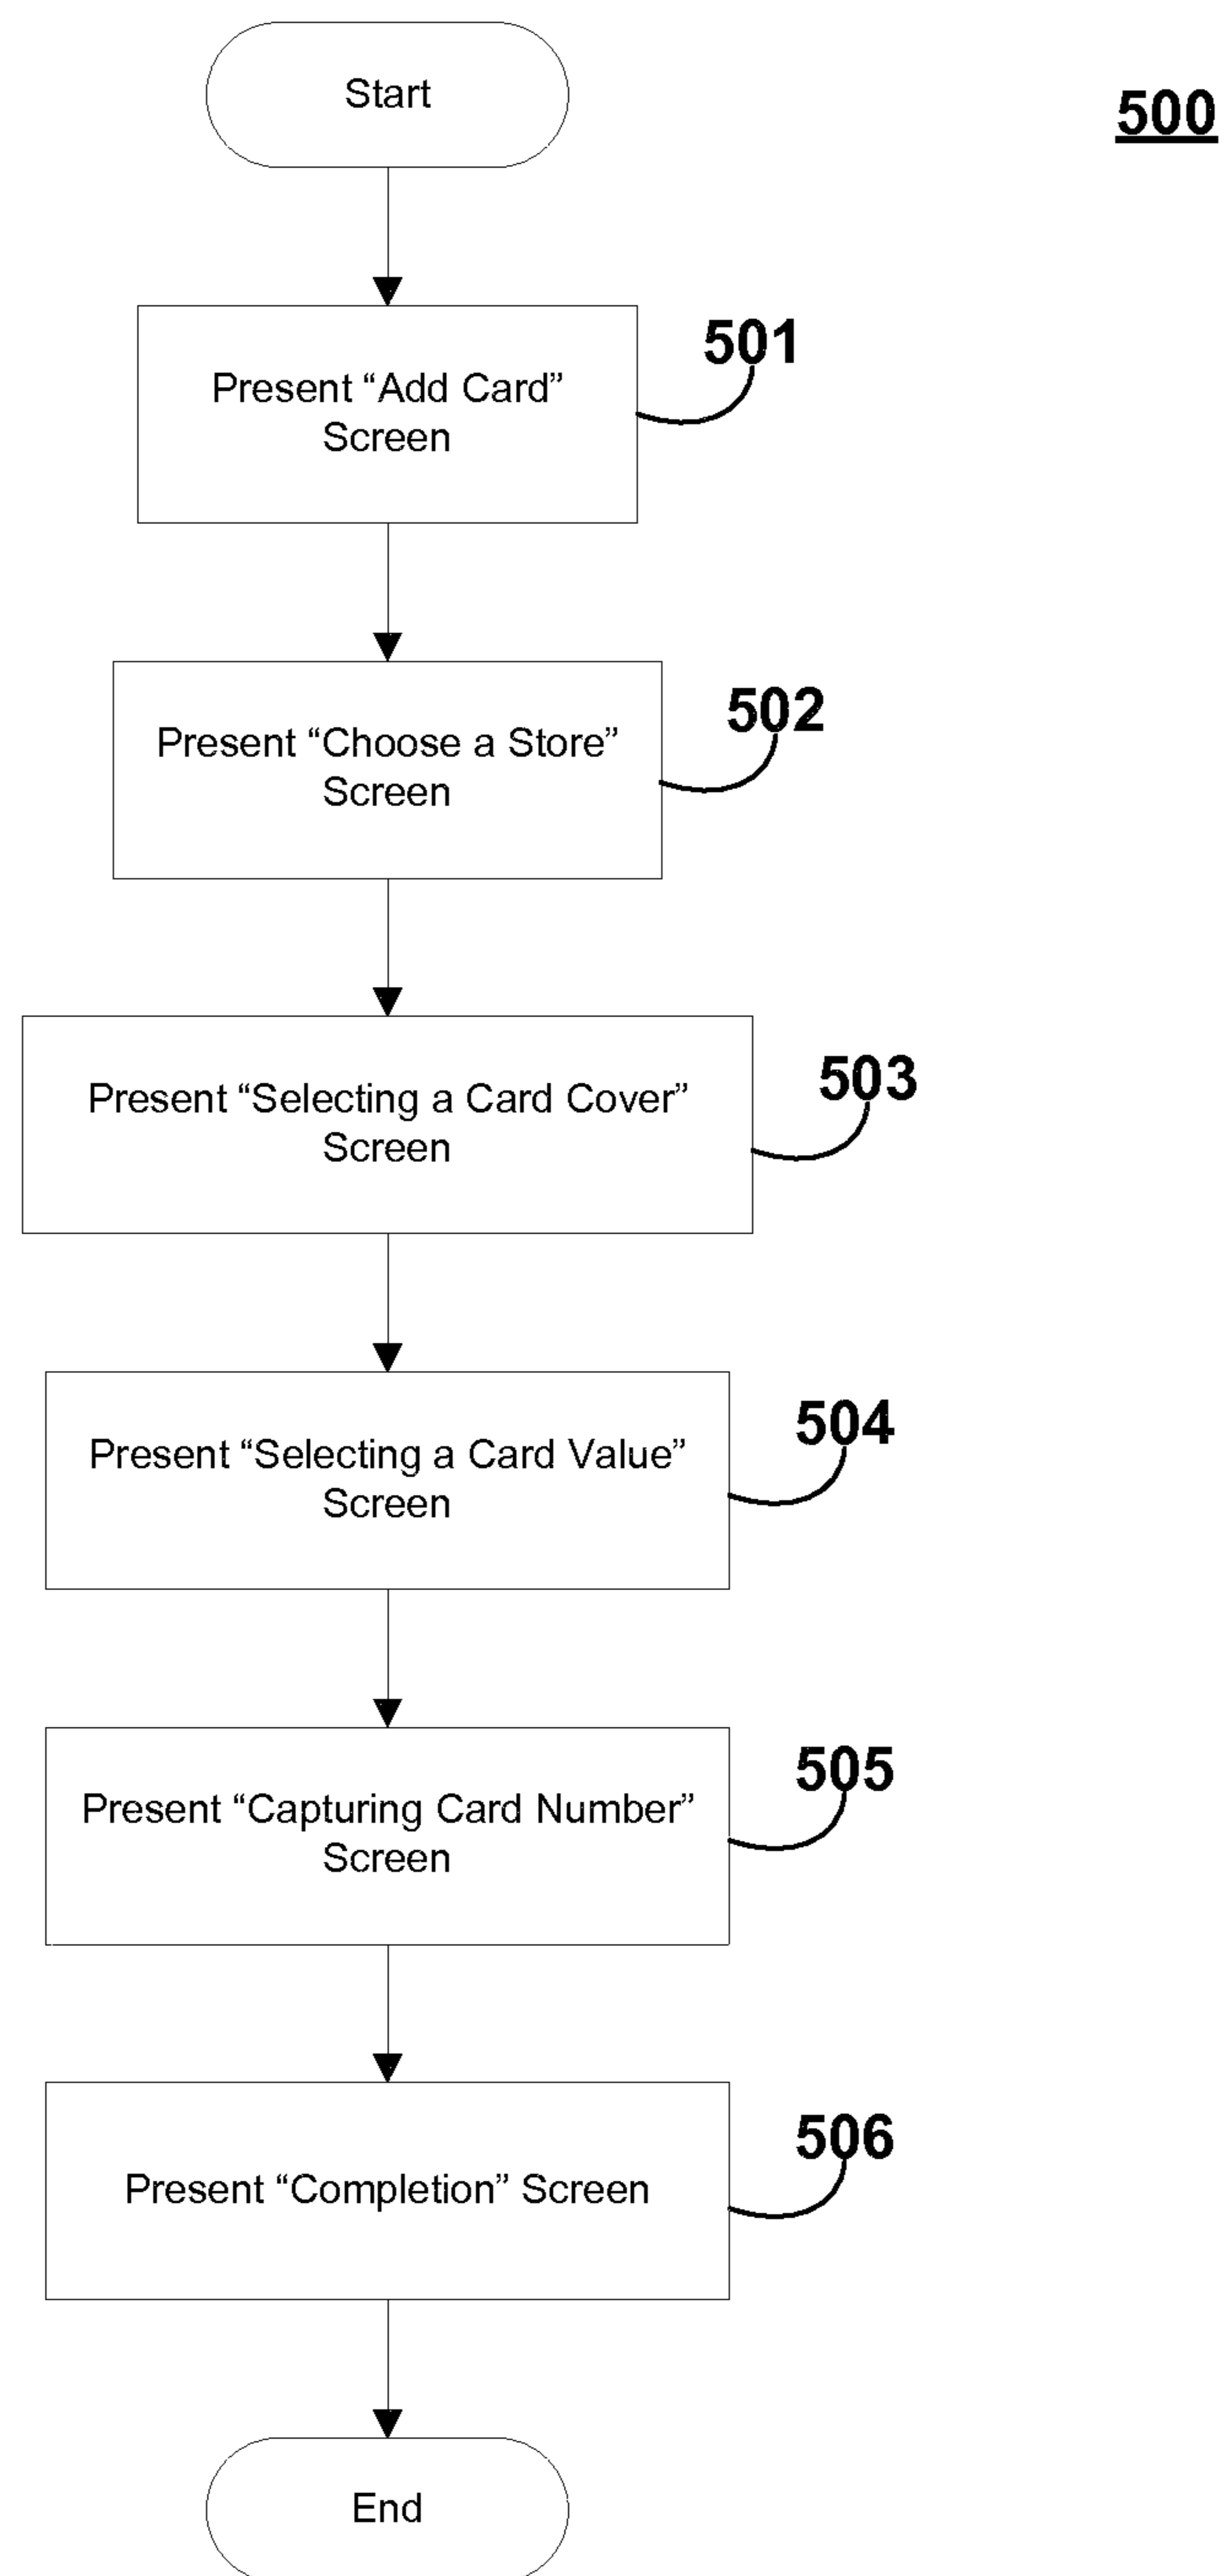 Start
500
501
Present “Add Card”
Screen
502
Present “Choose a Store”
Screen
503
Present “Selecting a Card Cover”
Screen
504
Present “Selecting a Card Value”
Screen
505
Present “Capturing Card Number”
Screen
506
Present “Completion” Screen
End